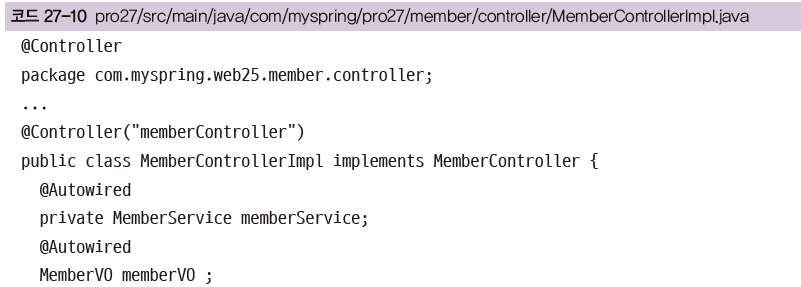 코드 27-10 pro27/src/main/java/com/myspring/pro27/member/controller/MemberControllerImpl.java
@Controller
package com.myspring.web25.member.controller;
...
@Controller("memberController")
public class MemberControllerImpl implements MemberController {
@Autowired
private MemberService memberService;
@Autowired
MemberVO memberVO ;